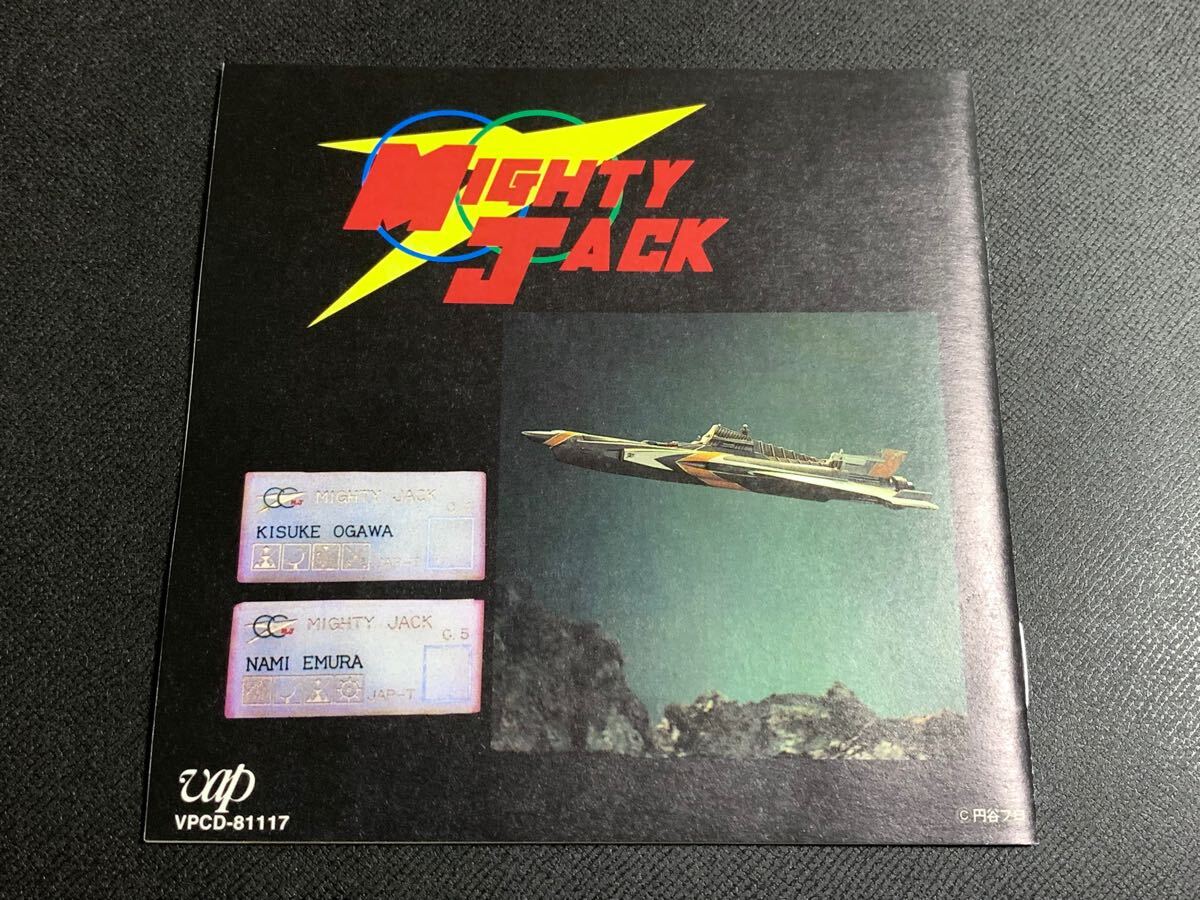 MIGHTY
JACK
MIGHTY JACK
KISUKE OGAWA
JAP-T
MIGHTY JACK
G.5
NAMI EMURA
JAP-T
vap
VPCD-81117
© 円谷プロ